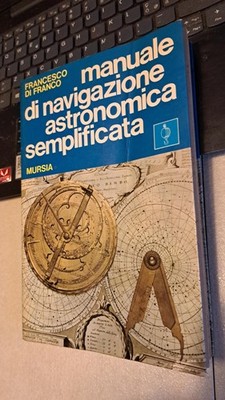 FRANCESCO
DI FRANCO
manuale
di navigazione
astronomica
semplificata
MURSIA